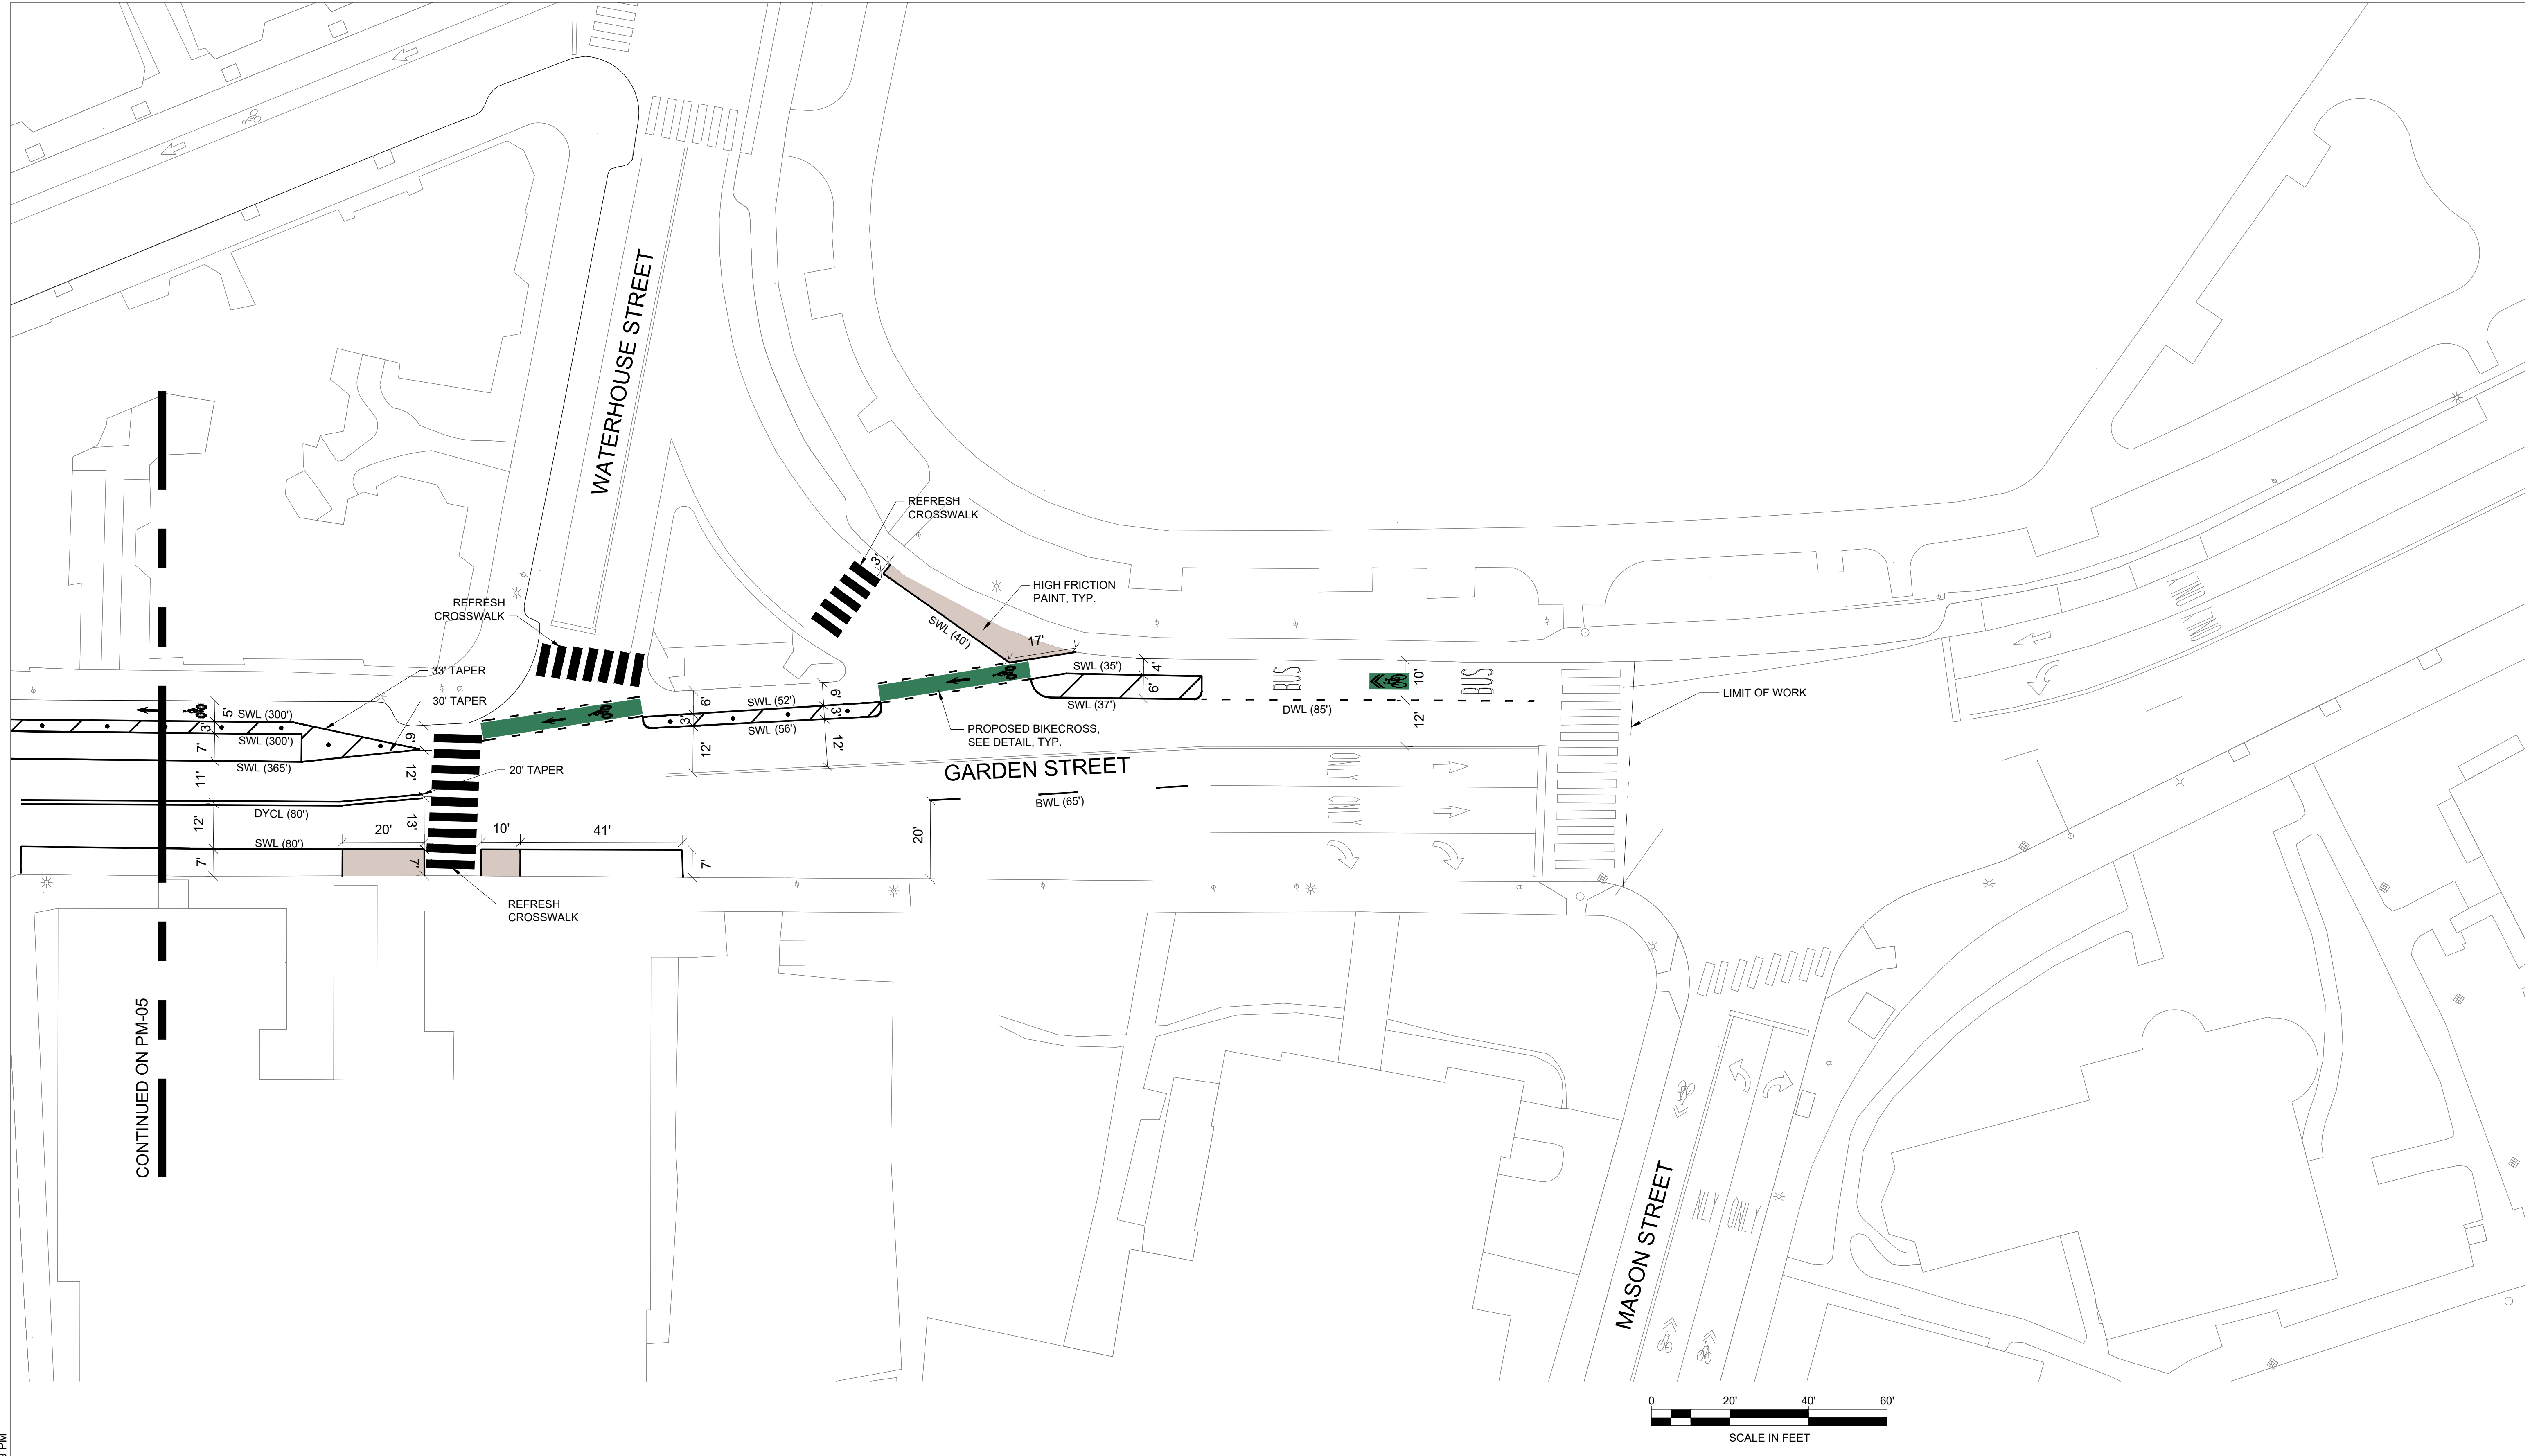 WATERHOUSE STREET
REFRESH
CROSSWALK
3'
HIGH FRICTION
PAINT, TYP.
SWL (40')
17'
REFRESH
CROSSWALK
33' TAPER
30' TAPER
SWL (35')
4'
6'
SWL (37')
BUS
BUS
10'
12'
DWL (85')
LIMIT OF WORK
ONLY
ONLY
5'
3'
7'
11'
12'
7'
SWL (300')
SWL (300')
SWL (365')
6'
12'
13'
7'
6'
3'
12'
SWL (52')
SWL (56')
6'
3'
12'
PROPOSED BIKECROSS,
SEE DETAIL, TYP.
GARDEN STREET
20' TAPER
DYCL (80')
BWL (65')
20'
ONLY
ONLY
SWL (80')
20'
10'
41'
7'
REFRESH
CROSSWALK
CONTINUED ON PM-05
MASON STREET
ONLY
ONLY
0 20' 40' 60'
SCALE IN FEET
PM